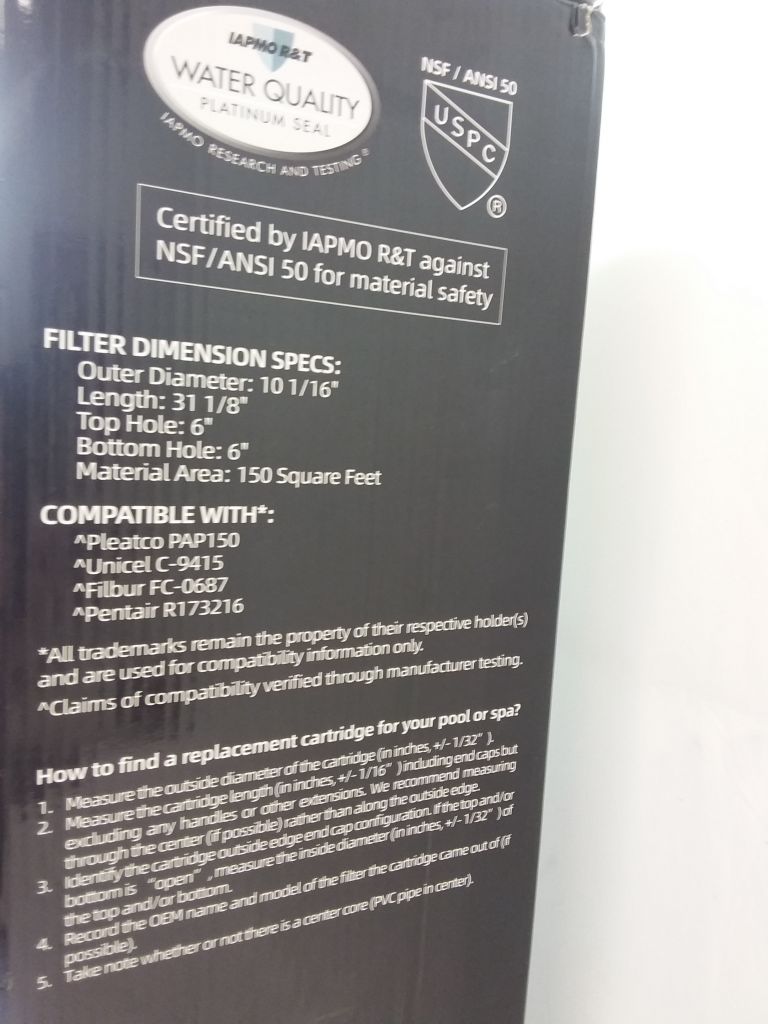 IAPMO R&T
WATER QUALITY
PLATINUM SEAL
IAPMO RESEARCH AND TESTING®
NSF / ANSI 50
USPC
®
Certified by IAPMO R&T against
NSF/ANSI 50 for material safety
FILTER DIMENSION SPECS:
Outer Diameter: 10 1/16"
Length: 31 1/8"
Top Hole: 6"
Bottom Hole: 6"
Material Area: 150 Square Feet
COMPATIBLE WITH*:
^Pleatco PAP150
^Unicel C-9415
^Filbur FC-0687
^Pentair R173216
*All trademarks remain the property of their respective holder(s)
and are used for compatibility information only.
^Claims of compatibility verified through manufacturer testing.
How to find a replacement cartridge for your pool or spa?
1. Measure the outside diameter of the cartridge (in inches, +/- 1/32” ).
2. Measure the cartridge length (in inches, +/- 1/16” ) including end caps but
excluding any handles or other extensions. We recommend measuring
through the center (if possible) rather than along the outside edge.
3. Identify the cartridge outside edge end cap configuration. If the top and/or
bottom is “open” , measure the inside diameter (in inches, +/- 1/32” ) of
the top and/or bottom.
4. Record the OEM name and model of the filter the cartridge came out of (if
possible).
5. Take note whether or not there is a center core (PVC pipe in center).